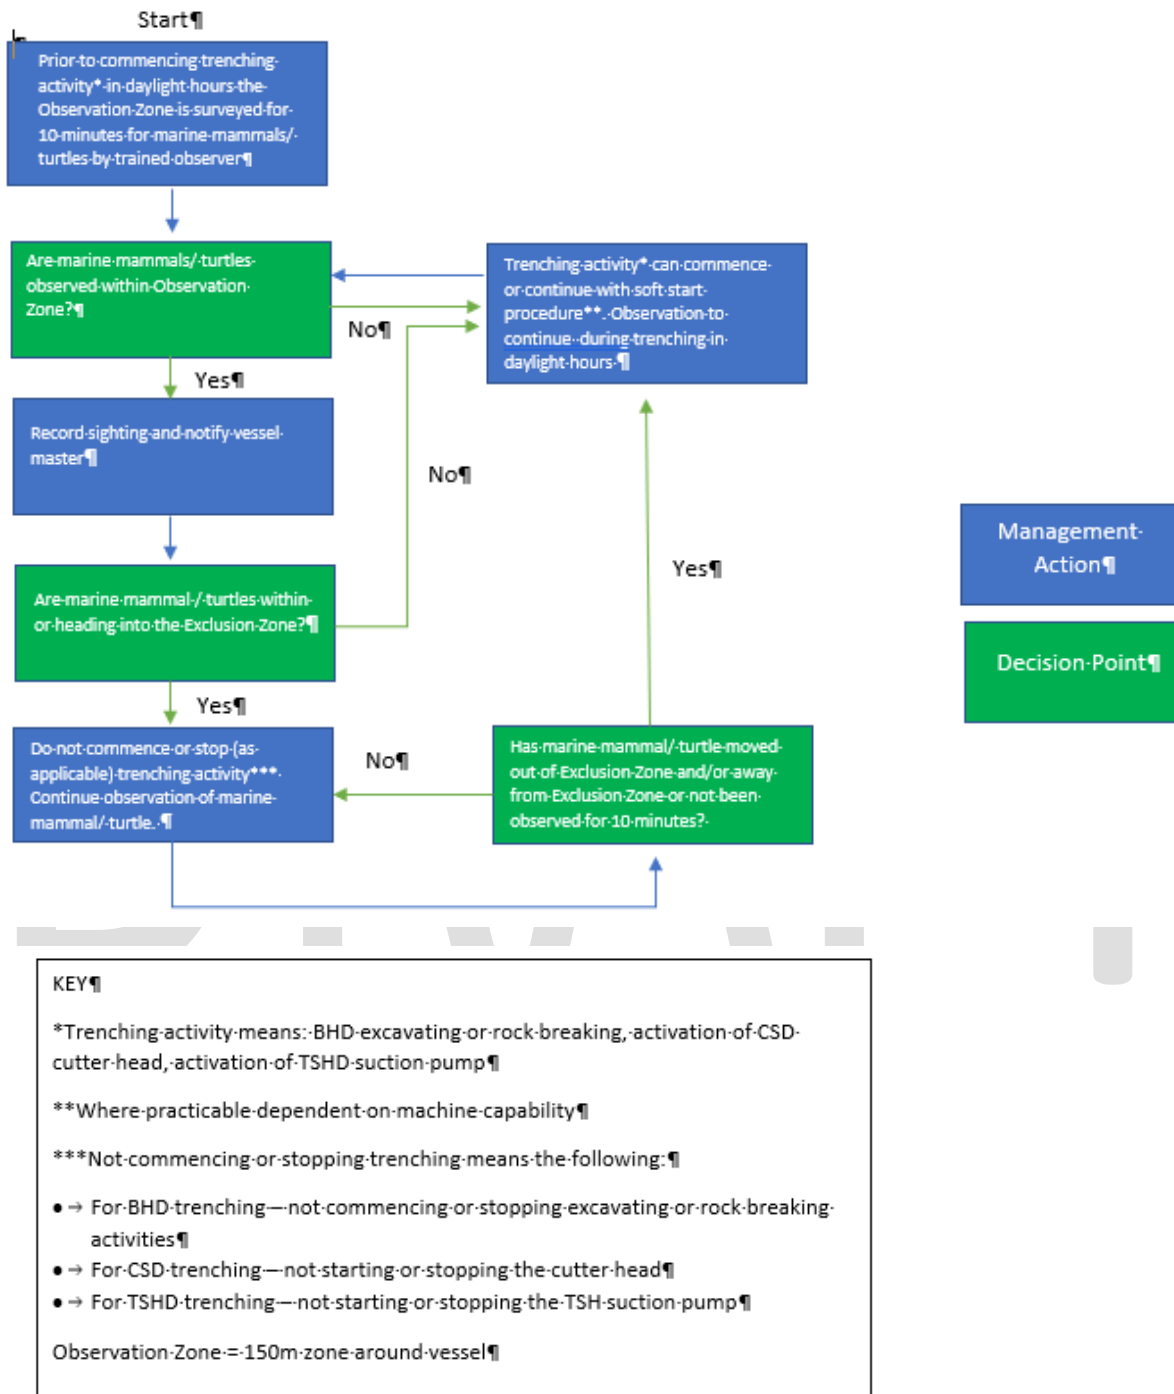 Start¶
¶
Prior·to·commencing·trenching·
activity*·in·daylight·hours·the·
Observation·Zone·is·surveyed·for·
10·minutes·for·marine·mammals/·
turtles·by·trained·observer¶
Are·marine·mammals/·turtles·
observed·within·Observation·
Zone?¶
Trenching·activity*·can·commence·
or·continue·with·soft·start·
procedure**.·Observation·to·
continue··during·trenching·in·
daylight·hours·¶
No¶
Yes¶
Record·sighting·and·notify·vessel·
master¶
No¶
Management·
Action¶
Are·marine·mammal·/·turtles·within·
or·heading·into·the·Exclusion·Zone?¶
Yes¶
Decision·Point¶
Yes¶
Do·not·commence·or·stop·(as·
applicable)·trenching·activity***·
Continue·observation·of·marine·
mammal/·turtle.·¶
No¶
Has·marine·mammal/·turtle·moved·
out·of·Exclusion·Zone·and/or·away·
from·Exclusion·Zone·or·not·been·
observed·for·10·minutes?·
KEY¶
*Trenching·activity·means:·BHD·excavating·or·rock·breaking,·activation·of·CSD·
cutter·head,·activation·of·TSHD·suction·pump¶
**Where·practicable·dependent·on·machine·capability¶
***Not·commencing·or·stopping·trenching·means·the·following:¶
•→For·BHD·trenching·–·not·commencing·or·stopping·excavating·or·rock·breaking·
activities¶
•→For·CSD·trenching·–·not·starting·or·stopping·the·cutter·head¶
•→For·TSHD·trenching·–·not·starting·or·stopping·the·TSH·suction·pump¶
Observation·Zone·=·150m·zone·around·vessel¶